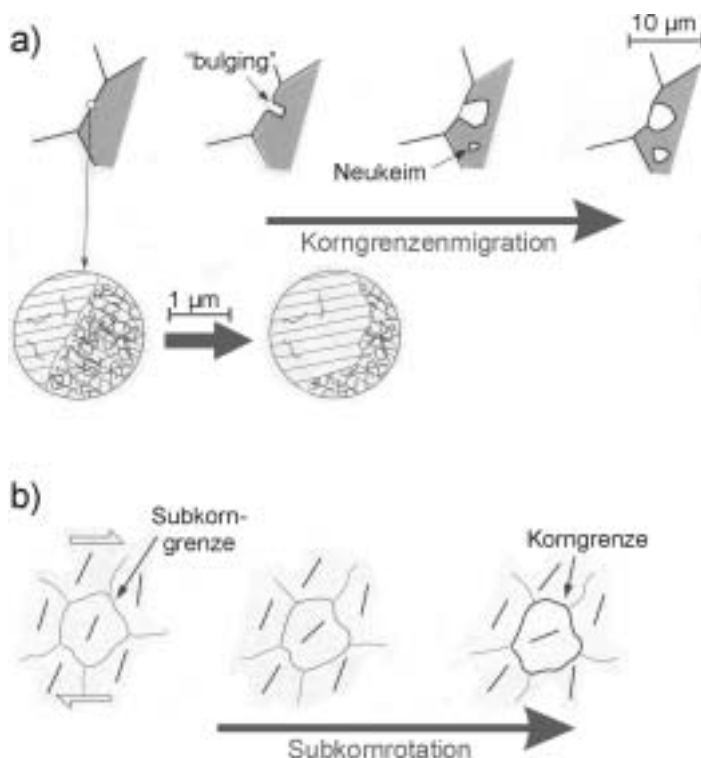 a)
"bulging"
10 µm
Neukeim
Korngrenzenmigration
1 µm
b)
Subkorn-
grenze
Korngrenze
Subkornrotation